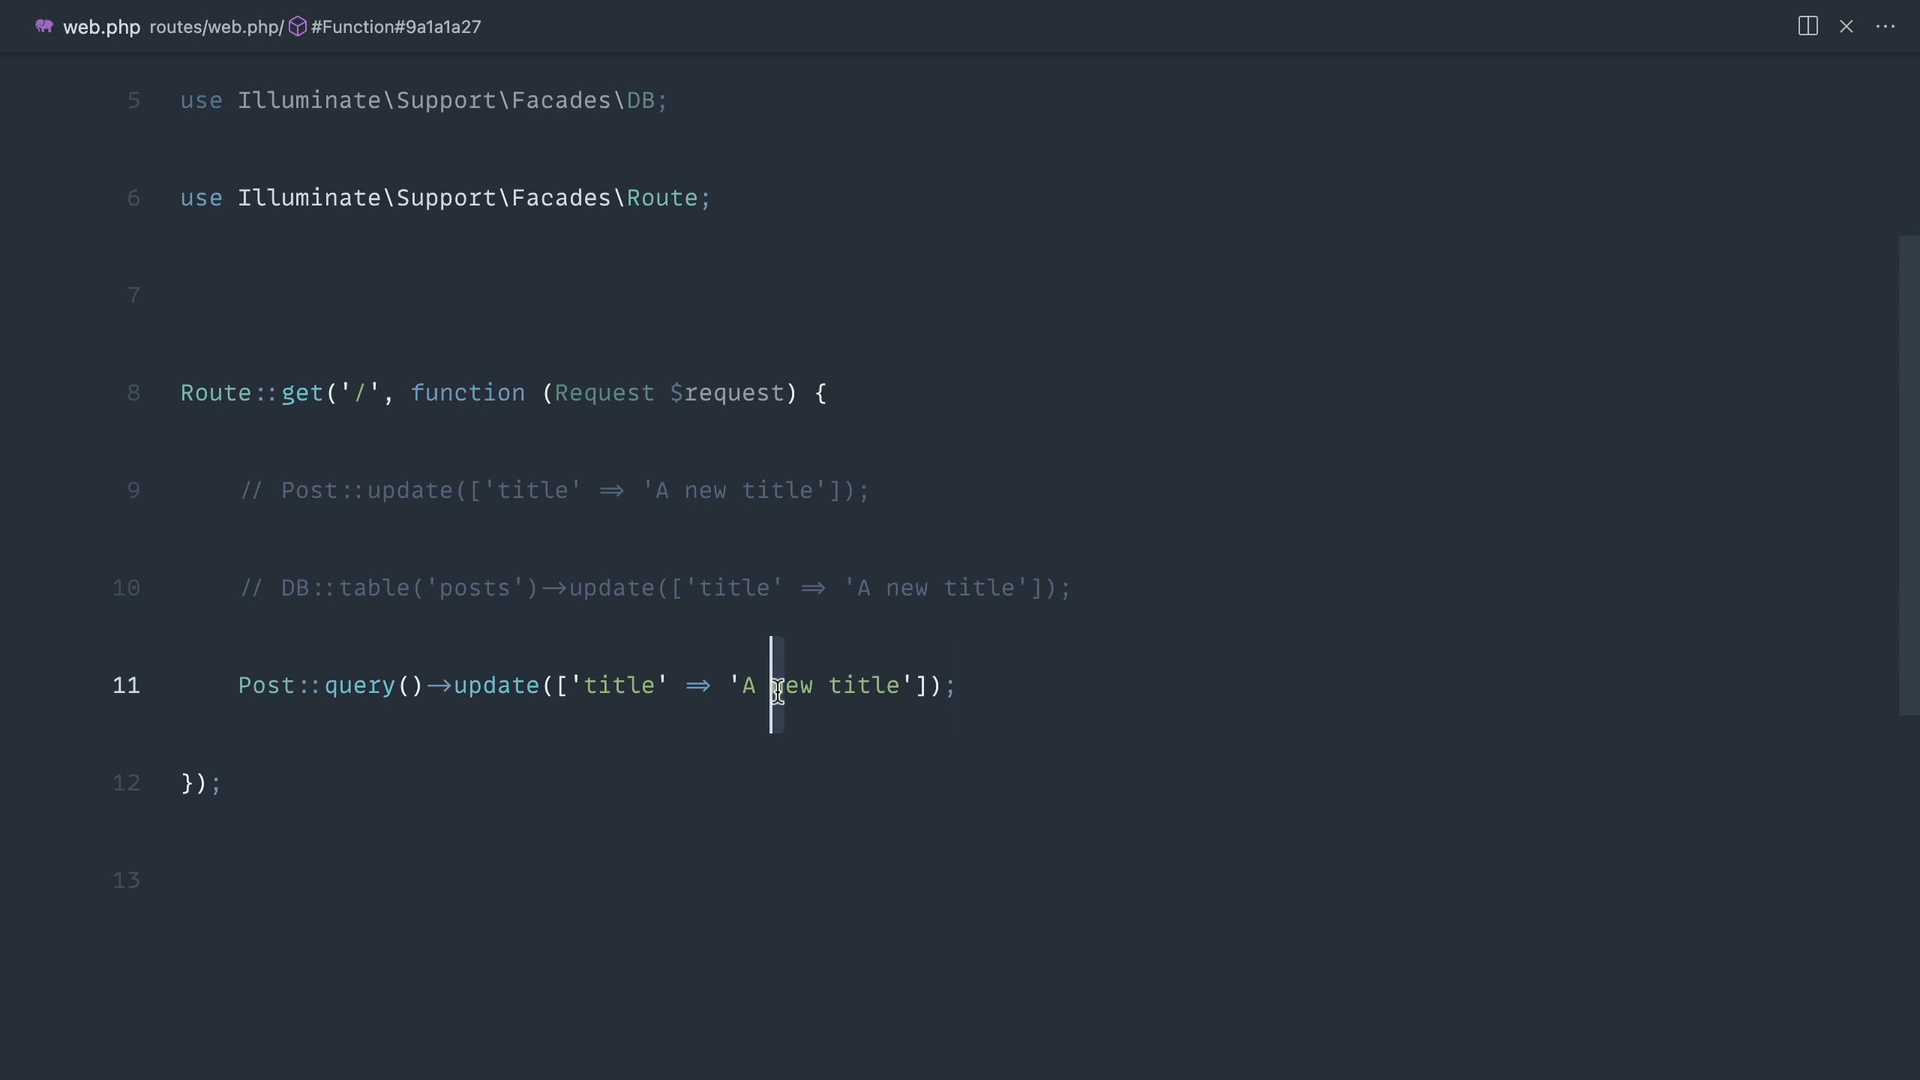 web.php routes/web.php/ #Function#9a1a1a27
5 use Illuminate\Support\Facades\DB;
6 use Illuminate\Support\Facades\Route;
7
8 Route::get('/', function (Request $request) {
9 // Post::update(['title' => 'A new title']);
10 // DB::table('posts')->update(['title' => 'A new title']);
11 Post::query()->update(['title' => 'A new title']);
12 });
13